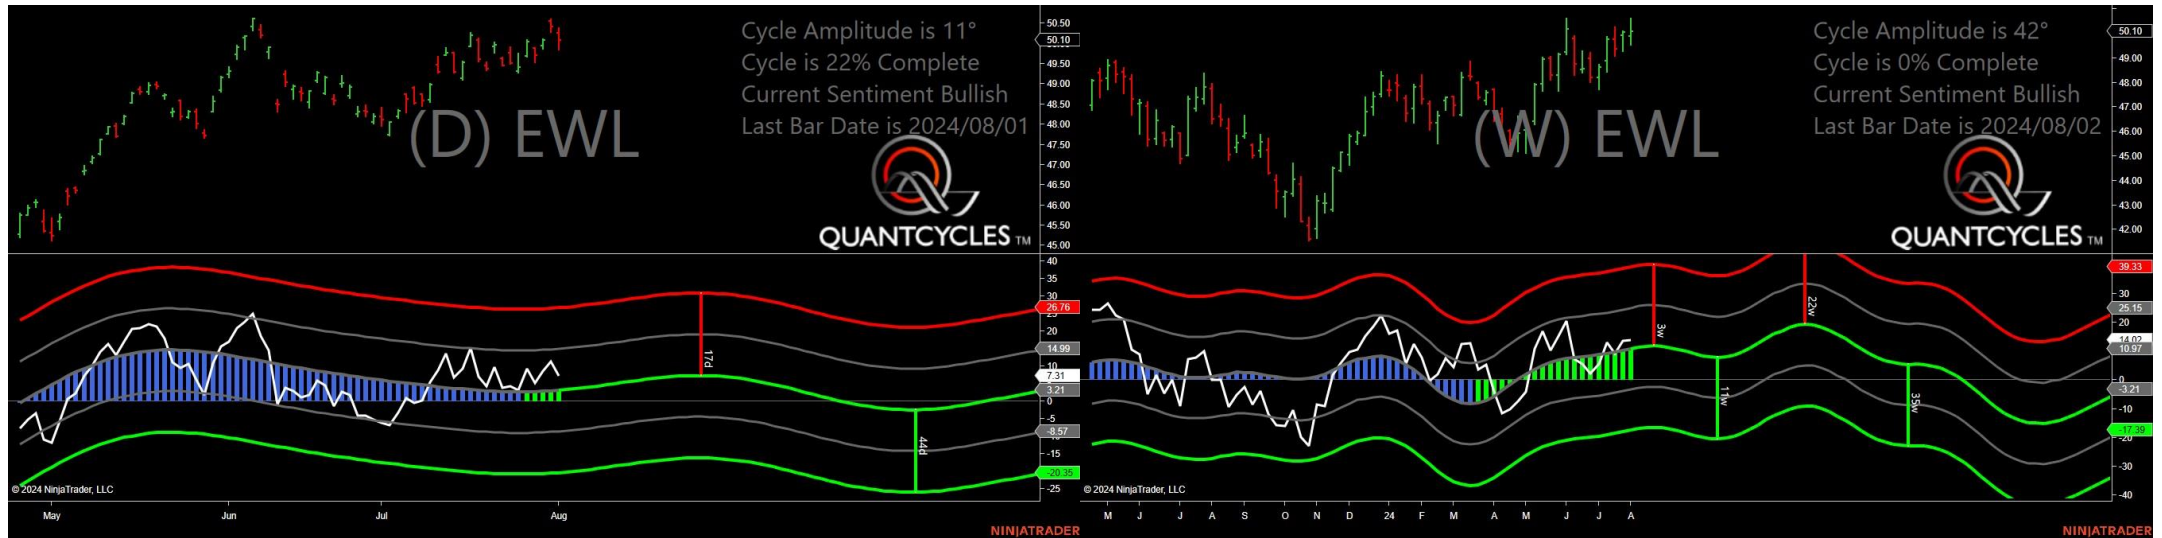 Cycle Amplitude is 11°
Cycle is 22% Complete
Current Sentiment Bullish
Last Bar Date is 2024/08/01
(D) EWL
QUANTCYCLES TM
50.50
50.10
49.50
49.00
48.50
48.00
47.50
47.00
46.50
46.00
45.50
45.00
40
35
30
26.76
20
14.99
10
7.31
3.21
0
-5
-8.57
-15
-20.35
-25
17d
44d
© 2024 NinjaTrader, LLC
May
Jun
Jul
Aug
NINJATRADER
Cycle Amplitude is 42°
Cycle is 0% Complete
Current Sentiment Bullish
Last Bar Date is 2024/08/02
(W) EWL
QUANTCYCLES TM
50.10
49.00
48.00
47.00
46.00
45.00
44.00
43.00
42.00
39.33
30
25.15
20
14.02
10.97
0
-3.21
-10
-17.39
-20
-30
-40
3w
22w
11w
35w
© 2024 NinjaTrader, LLC
M J J A S O N D 24 F M A M J J A
NINJATRADER